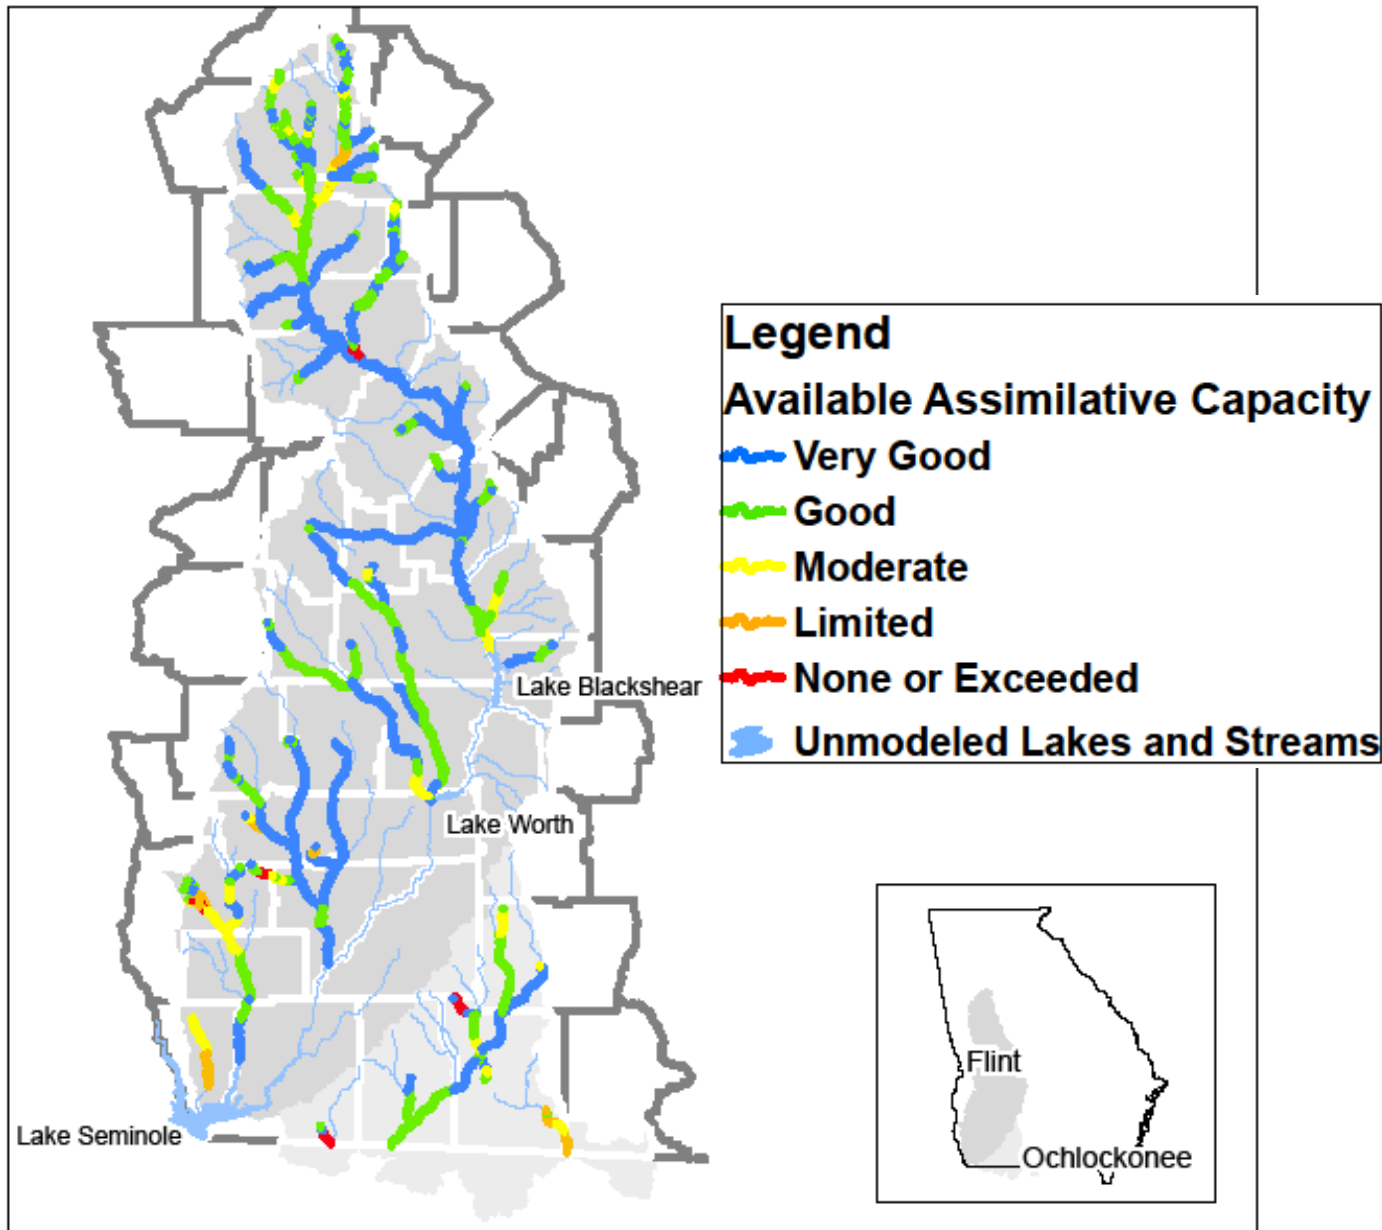 Legend
Available Assimilative Capacity
Very Good
Good
Moderate
Limited
None or Exceeded
Unmodeled Lakes and Streams
Lake Blackshear
Lake Worth
Lake Seminole
Flint
Ochlockonee